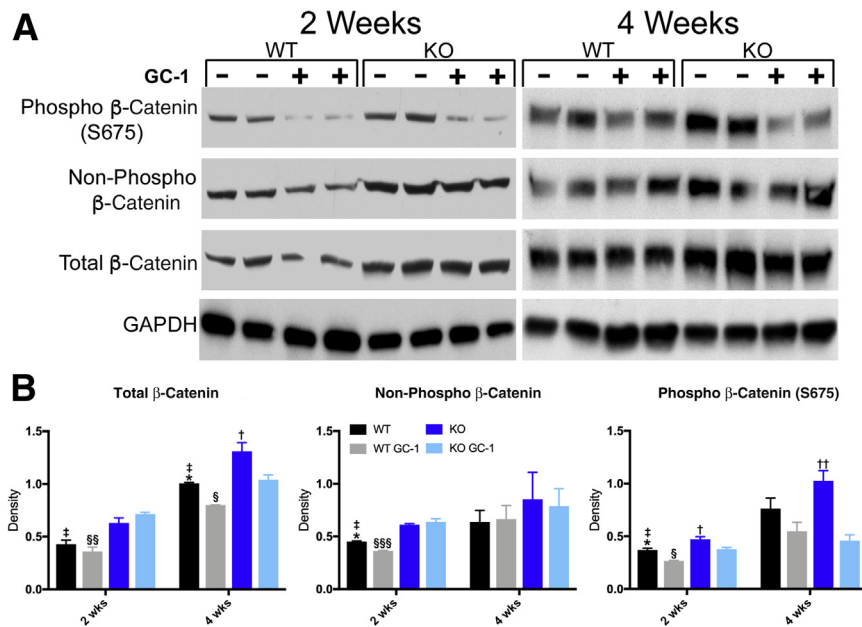 A
2 Weeks
4 Weeks
WT
KO
WT
KO
GC-1
− − + + − − + + − − + + − − + +
Phospho β-Catenin
(S675)
Non-Phospho
β-Catenin
Total β-Catenin
GAPDH
B
Total β-Catenin
Non-Phospho β-Catenin
Phospho β-Catenin (S675)
Density
1.5
1.0
0.5
0.0
‡
§§
‡
*
§
†
2 wks
4 wks
Density
1.5
1.0
0.5
0.0
WT
KO
WT GC-1
KO GC-1
‡
*
§§§
2 wks
4 wks
Density
1.5
1.0
0.5
0.0
‡
*
§
†
††
2 wks
4 wks